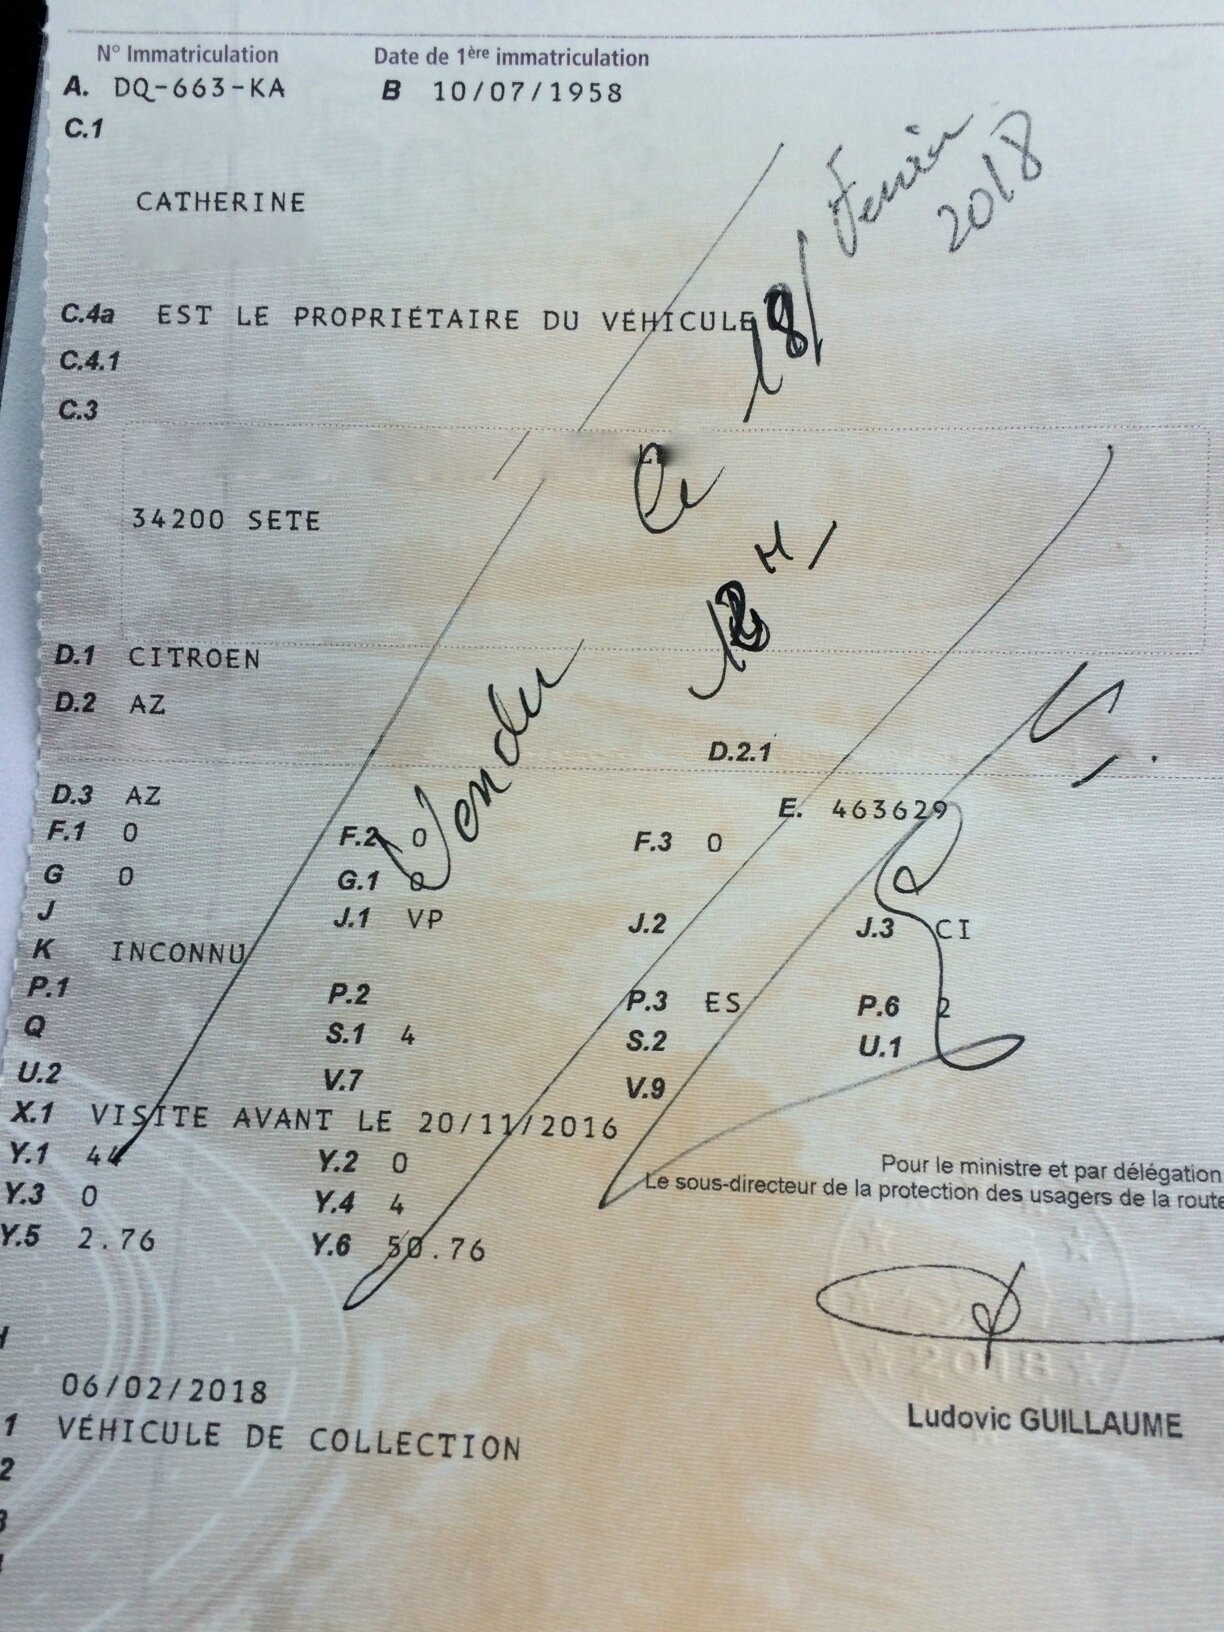 N° Immatriculation Date de 1ère immatriculation
A. DQ-663-KA B 10/07/1958
C.1
CATHERINE
C.4a EST LE PROPRIÉTAIRE DU VÉHICULE
C.4.1
C.3
34200 SETE
D.1 CITROEN
D.2 AZ
D.2.1
D.3 AZ E. 463629
F.1 0 F.2 0 F.3 0
G 0 G.1 0
J J.1 VP J.2 J.3 CI
K INCONNU
P.1 P.2 P.3 ES P.6 2
Q S.1 4 S.2 U.1
U.2 V.7 V.9
X.1 VISITE AVANT LE 20/11/2016
Y.1 44 Y.2 0
Y.3 0 Y.4 4
Y.5 2.76 Y.6 50.76
Pour le ministre et par délégation
Le sous-directeur de la protection des usagers de la route
06/02/2018
1 VÉHICULE DE COLLECTION
2
2018
Ludovic GUILLAUME
Vendu
Le 18/ Février
2018
18 H